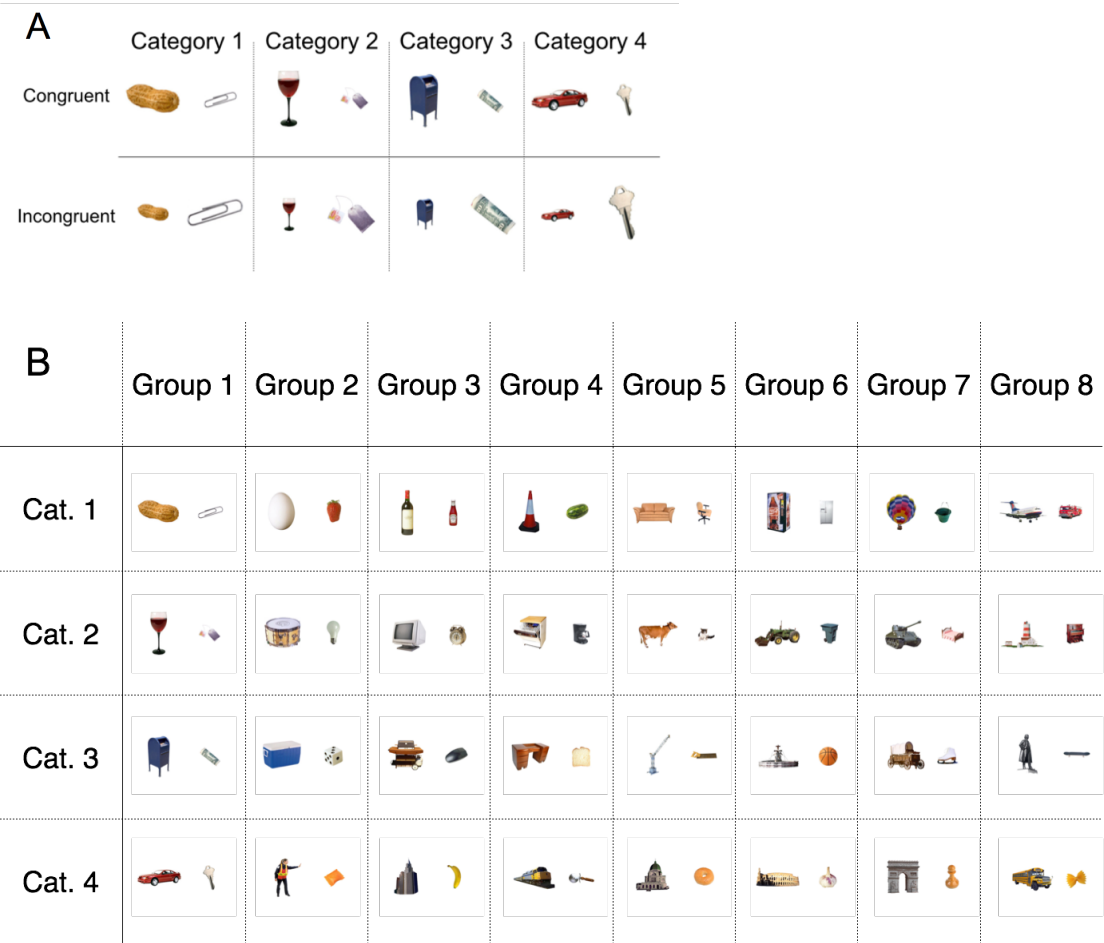 A
Category 1 Category 2 Category 3 Category 4
Congruent
Incongruent
B
Group 1 Group 2 Group 3 Group 4 Group 5 Group 6 Group 7 Group 8
Cat. 1
Cat. 2
Cat. 3
Cat. 4